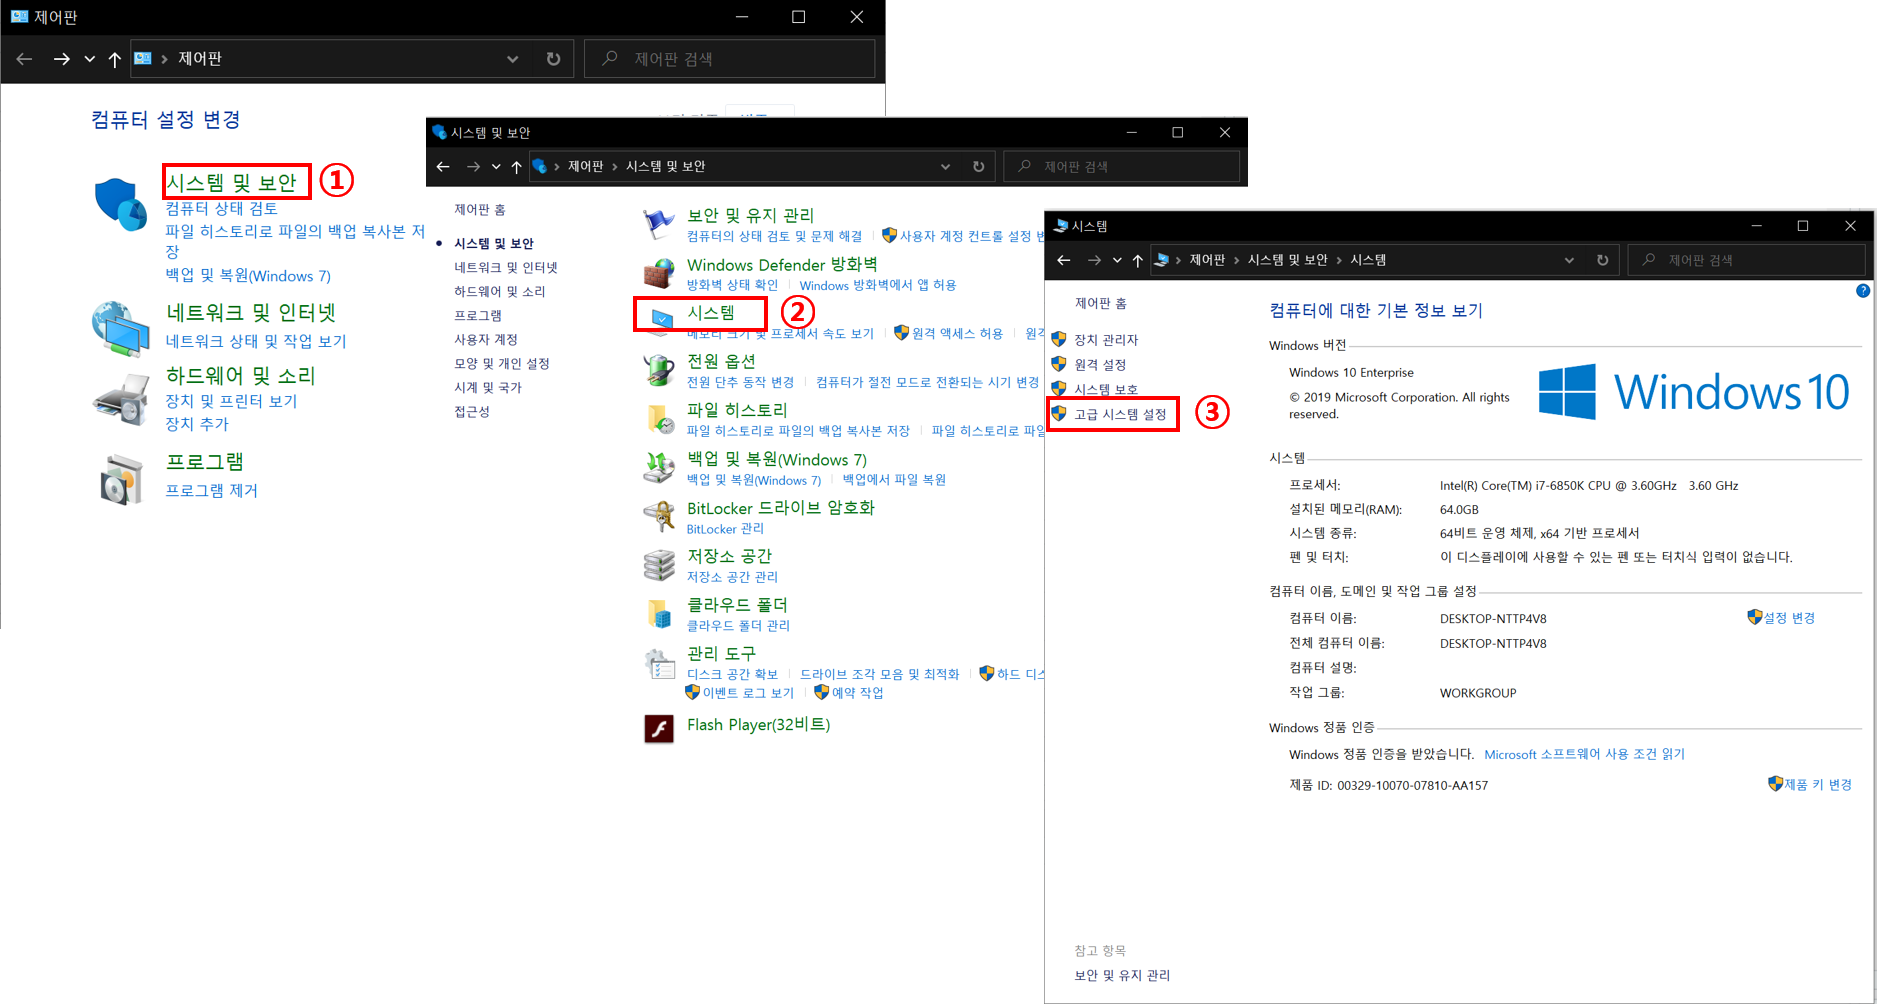 제어판
제어판
제어판 검색
컴퓨터 설정 변경
시스템 및 보안 ①
컴퓨터 상태 검토
파일 히스토리로 파일의 백업 복사본 저
장
백업 및 복원(Windows 7)
네트워크 및 인터넷
네트워크 상태 및 작업 보기
하드웨어 및 소리
장치 및 프린터 보기
장치 추가
프로그램
프로그램 제거
시스템 및 보안
제어판 › 시스템 및 보안
제어판 검색
제어판 홈
시스템 및 보안
네트워크 및 인터넷
하드웨어 및 소리
프로그램
사용자 계정
모양 및 개인 설정
시계 및 국가
접근성
보안 및 유지 관리
컴퓨터의 상태 검토 및 문제 해결 사용자 계정 컨트롤 설정
Windows Defender 방화벽
방화벽 상태 확인 Windows 방화벽에서 앱 허용
시스템 ②
메모리 크기 및 프로세서 속도 보기 원격 액세스 허용
전원 옵션
전원 단추 동작 변경 컴퓨터가 절전 모드로 전환되는 시기 변경
파일 히스토리
파일 히스토리로 파일의 백업 복사본 저장 파일 히스토리로 파일
백업 및 복원(Windows 7)
백업 및 복원(Windows 7) 백업에서 파일 복원
BitLocker 드라이브 암호화
BitLocker 관리
저장소 공간
저장소 공간 관리
클라우드 폴더
클라우드 폴더 관리
관리 도구
디스크 공간 확보 드라이브 조각 모음 및 최적화 하드 디스
이벤트 로그 보기 예약 작업
Flash Player(32비트)
시스템
제어판 › 시스템 및 보안 › 시스템
제어판 검색
제어판 홈
장치 관리자
원격 설정
시스템 보호
고급 시스템 설정 ③
참고 항목
보안 및 유지 관리
컴퓨터에 대한 기본 정보 보기
Windows 버전
Windows 10 Enterprise
© 2019 Microsoft Corporation. All rights
reserved.
Windows 10
시스템
프로세서: Intel(R) Core(TM) i7-6850K CPU @ 3.60GHz 3.60 GHz
설치된 메모리(RAM): 64.0GB
시스템 종류: 64비트 운영 체제, x64 기반 프로세서
펜 및 터치: 이 디스플레이에 사용할 수 있는 펜 또는 터치식 입력이 없습니다.
컴퓨터 이름, 도메인 및 작업 그룹 설정
컴퓨터 이름: DESKTOP-NTTP4V8 설정 변경
전체 컴퓨터 이름: DESKTOP-NTTP4V8
컴퓨터 설명:
작업 그룹: WORKGROUP
Windows 정품 인증
Windows 정품 인증을 받았습니다. Microsoft 소프트웨어 사용 조건 읽기
제품 ID: 00329-10070-07810-AA157 제품 키 변경